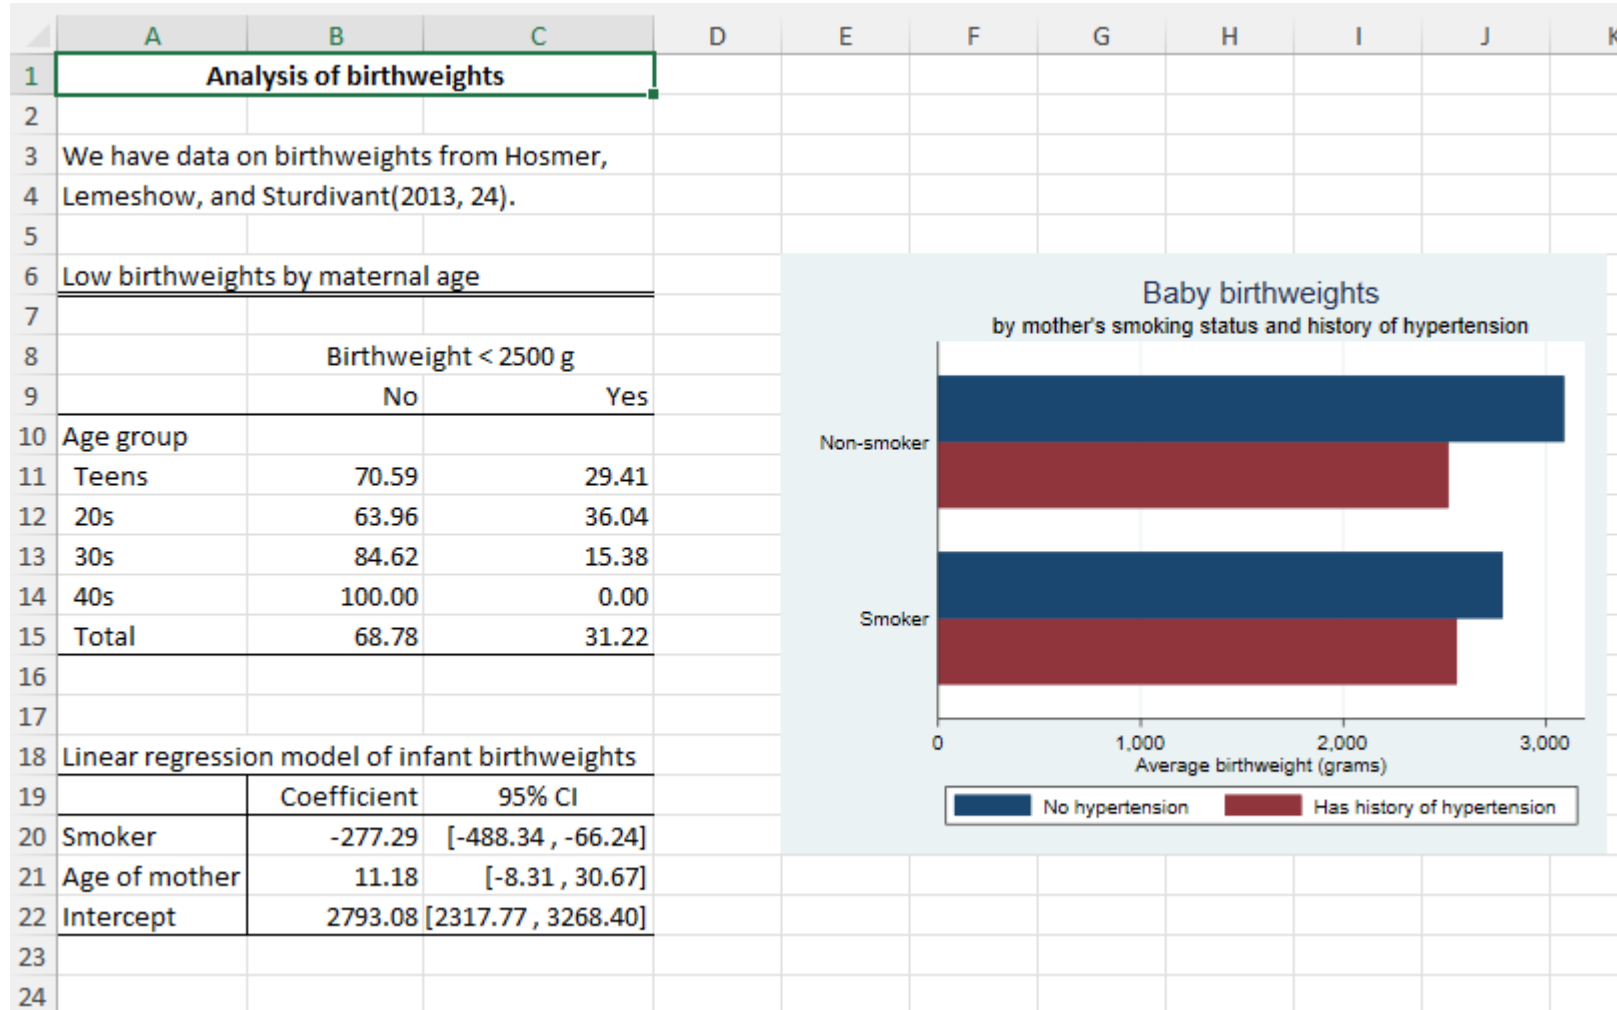 A B C D E F G H I J K
1 Analysis of birthweights
2
3 We have data on birthweights from Hosmer,
4 Lemeshow, and Sturdivant(2013, 24).
5
6 Low birthweights by maternal age
7
8 Birthweight < 2500 g
9 No Yes
10 Age group
11 Teens 70.59 29.41
12 20s 63.96 36.04
13 30s 84.62 15.38
14 40s 100.00 0.00
15 Total 68.78 31.22
16
17
18 Linear regression model of infant birthweights
19 Coefficient 95% CI
20 Smoker -277.29 [-488.34 , -66.24]
21 Age of mother 11.18 [-8.31 , 30.67]
22 Intercept 2793.08 [2317.77 , 3268.40]
23
24
Baby birthweights
by mother's smoking status and history of hypertension
Non-smoker
Smoker
0 1,000 2,000 3,000
Average birthweight (grams)
No hypertension Has history of hypertension